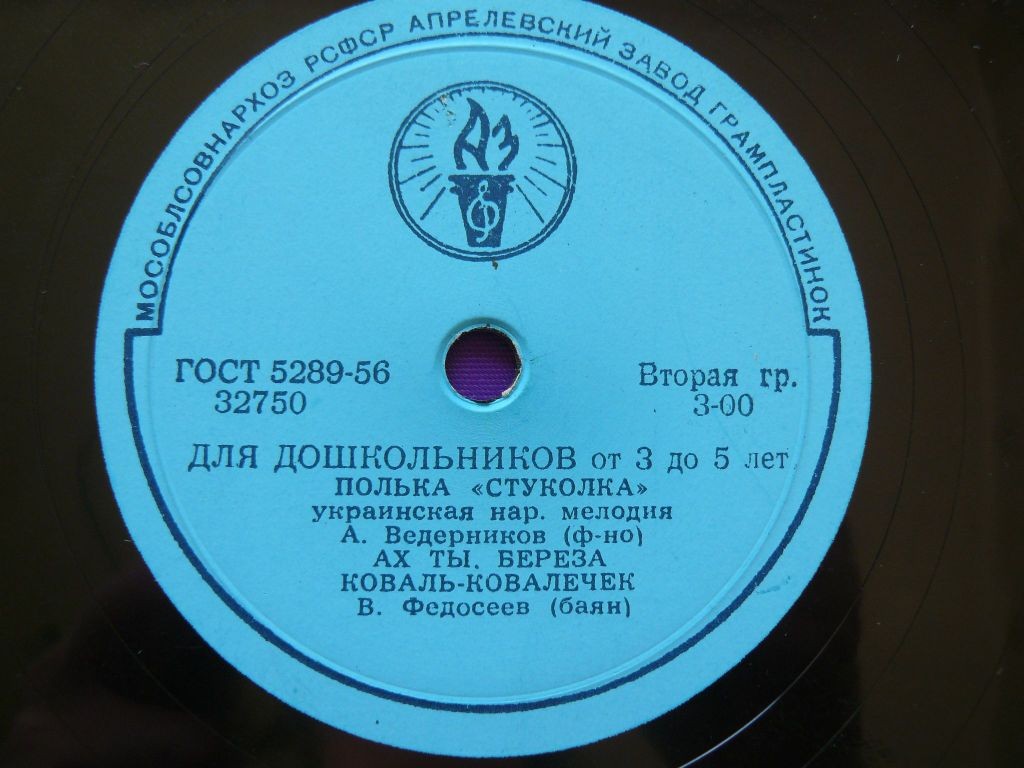 МОСОБЛСОВНАРХОЗ РСФСР АПРЕЛЕВСКИЙ ЗАВОД ГРАМПЛАСТИНОК
АЗ
ГОСТ 5289-56
32750
Вторая гр.
3-00
ДЛЯ ДОШКОЛЬНИКОВ от 3 до 5 лет
ПОЛЬКА «СТУКОЛКА»
украинская нар. мелодия
А. Ведерников (ф-но)
АХ ТЫ, БЕРЕЗА
КОВАЛЬ-КОВАЛЕЧЕК
В. Федосеев (баян)